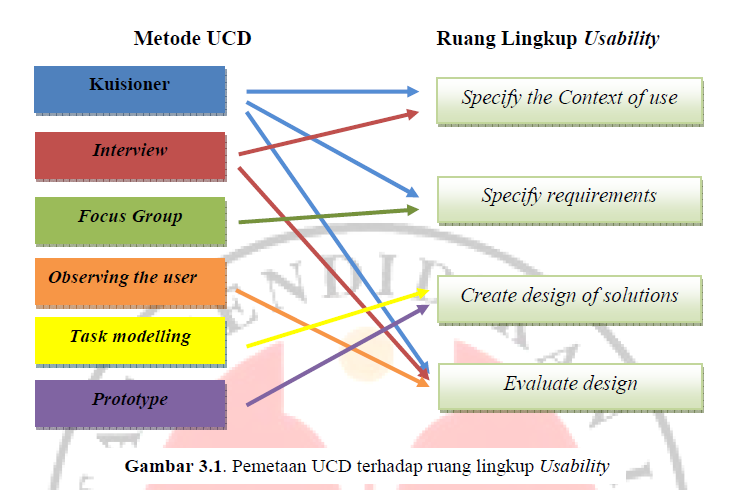 Metode UCD
Ruang Lingkup Usability
Kuisioner
Interview
Focus Group
Observing the user
Task modelling
Prototype
Specify the Context of use
Specify requirements
Create design of solutions
Evaluate design
Gambar 3.1. Pemetaan UCD terhadap ruang lingkup Usability